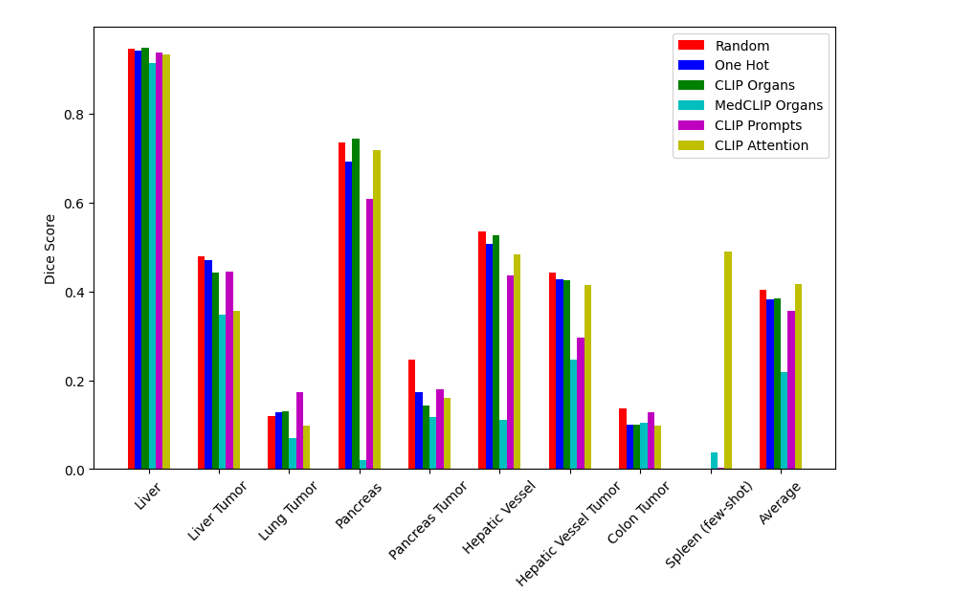 Random
One Hot
CLIP Organs
MedCLIP Organs
CLIP Prompts
CLIP Attention
Dice Score
0.8
0.6
0.4
0.2
0.0
Liver
Liver Tumor
Lung Tumor
Pancreas
Pancreas Tumor
Hepatic Vessel
Hepatic Vessel Tumor
Colon Tumor
Spleen (few-shot)
Average